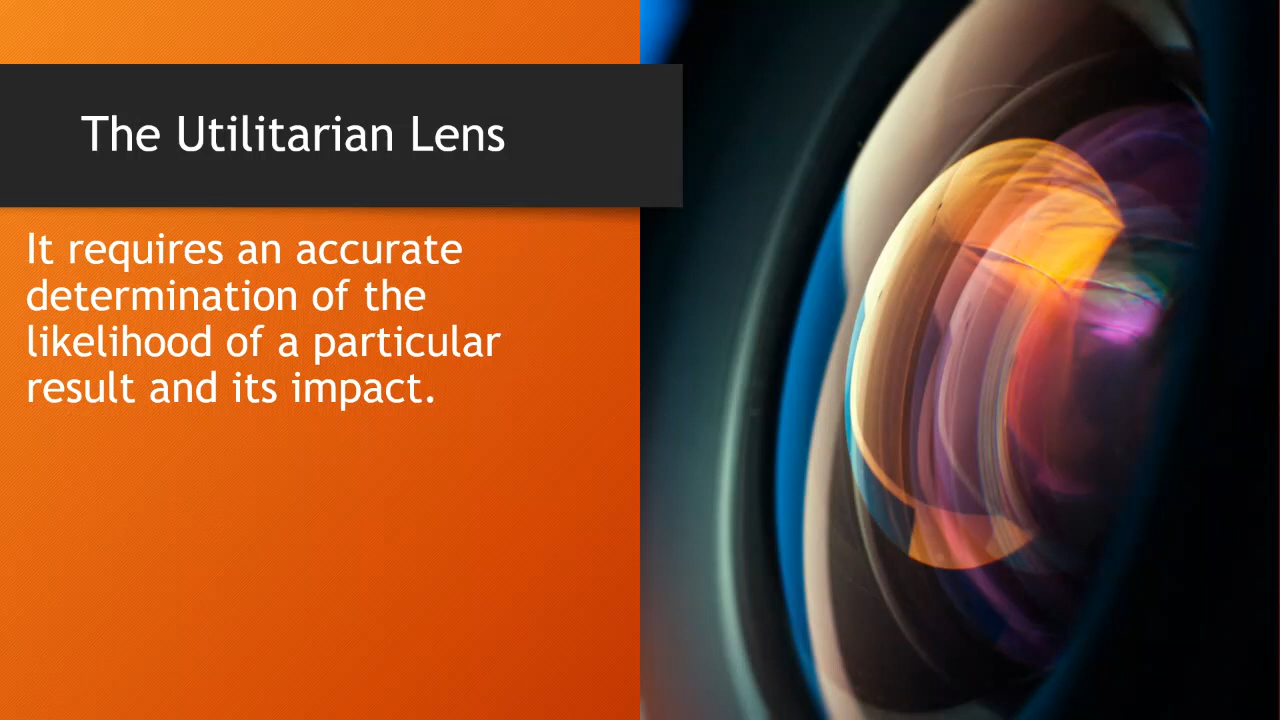 The Utilitarian Lens
It requires an accurate
determination of the
likelihood of a particular
result and its impact.